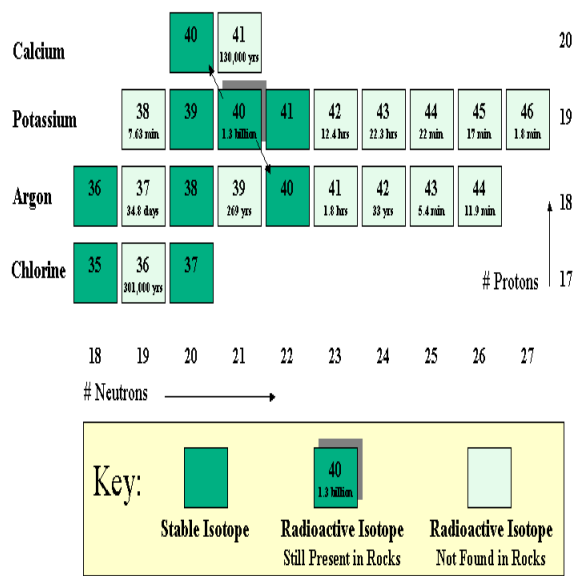 Calcium 40 41 20
130,000 yrs
Potassium 38 39 40 41 42 43 44 45 46 19
7.63 min 1.3 billion 12.4 hrs 22.3 hrs 22 min 17 min 1.8 min
Argon 36 37 38 39 40 41 42 43 44 18
34.8 days 269 yrs 1.8 hrs 33 yrs 5.4 min 11.9 min
Chlorine 35 36 37 # Protons 17
301,000 yrs
18 19 20 21 22 23 24 25 26 27
# Neutrons
Key:
40
1.3 billion
Stable Isotope Radioactive Isotope Radioactive Isotope
Still Present in Rocks Not Found in Rocks